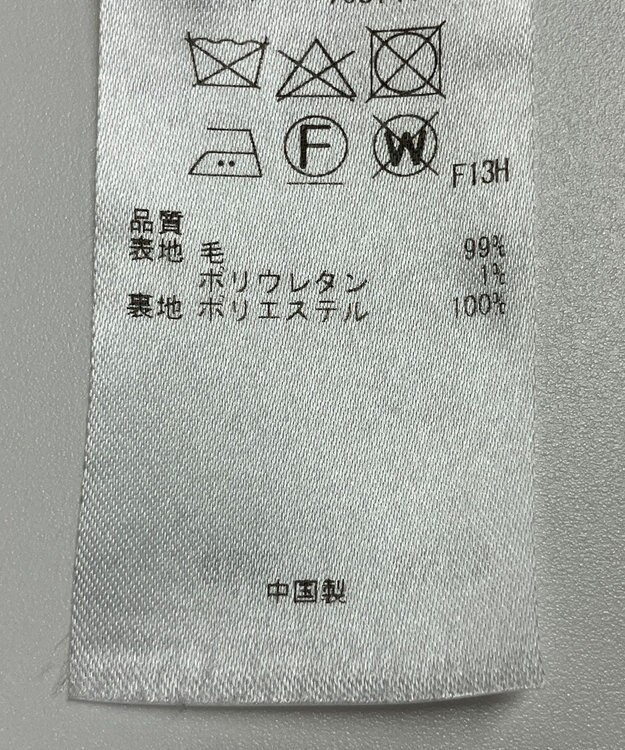 F
W
F13H
品質
表地 毛 99%
ポリウレタン 1%
裏地 ポリエステル 100%
中国製